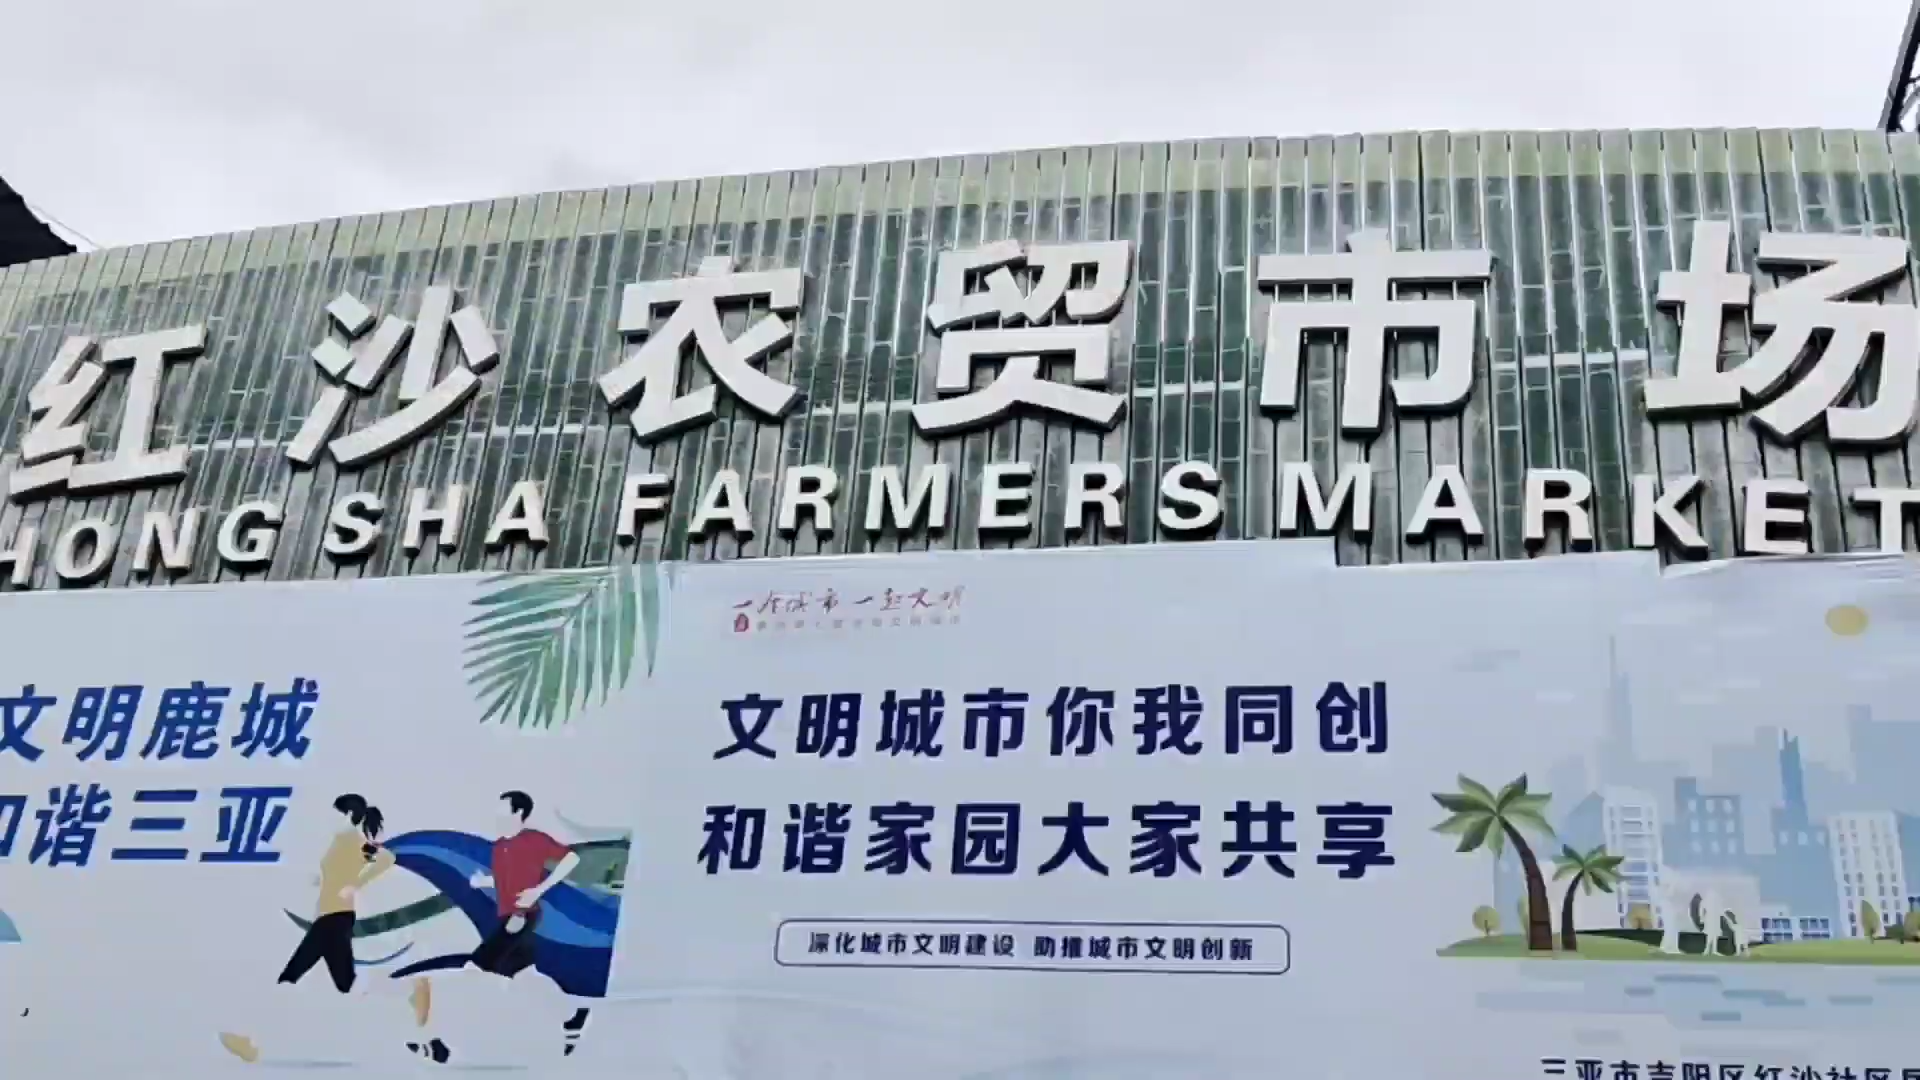 红沙农贸市场
HONG SHA FARMERS MARKET
一座城市 一起文明
文明鹿城
和谐三亚
文明城市你我同创
和谐家园大家共享
深化城市文明建设 助推城市文明创新
三亚市吉阳区红沙社区居